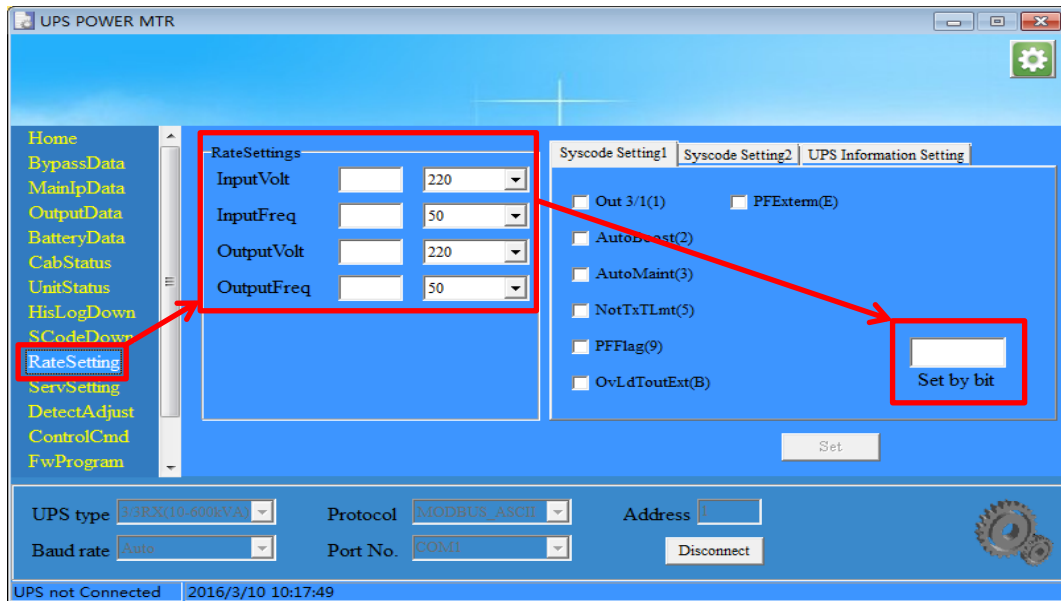 UPS POWER MTR
Home
BypassData
MainIpData
OutputData
BatteryData
CabStatus
UnitStatus
HisLogDown
SCodeDown
RateSetting
ServSetting
DetectAdjust
ControlCmd
FwProgram
RateSettings
InputVolt 220
InputFreq 50
OutputVolt 220
OutputFreq 50
Syscode Setting1 Syscode Setting2 UPS Information Setting
Out 3/1(1) PFExterm(E)
AutoBoost(2)
AutoMaint(3)
NotTxTLmt(5)
PFFlag(9)
OvLdToutExt(B)
Set by bit
Set
UPS type 3/3RX(10-600kVA) Protocol MODBUS_ASCII Address 1
Baud rate Auto Port No. COM1 Disconnect
UPS not Connected 2016/3/10 10:17:49